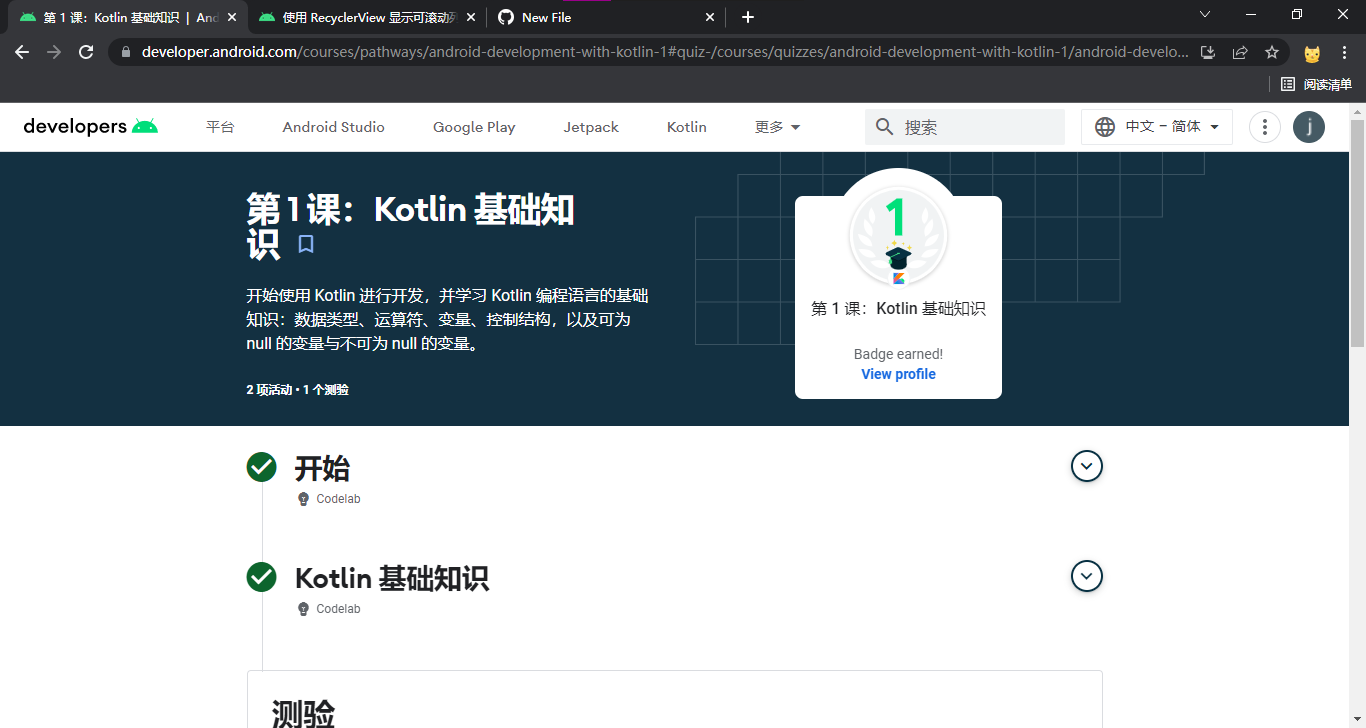 第 1 课：Kotlin 基础知识 | And
使用 RecyclerView 显示可滚动列
New File
developer.android.com/courses/pathways/android-development-with-kotlin-1#quiz-/courses/quizzes/android-development-with-kotlin-1/android-develo...
阅读清单
developers
平台
Android Studio
Google Play
Jetpack
Kotlin
更多
搜索
中文 – 简体
j
第 1 课：Kotlin 基础知
识
开始使用 Kotlin 进行开发，并学习 Kotlin 编程语言的基础
知识：数据类型、运算符、变量、控制结构，以及可为
null 的变量与不可为 null 的变量。
2 项活动 • 1 个测验
1
第 1 课：Kotlin 基础知识
Badge earned!
View profile
开始
Codelab
Kotlin 基础知识
Codelab
测验